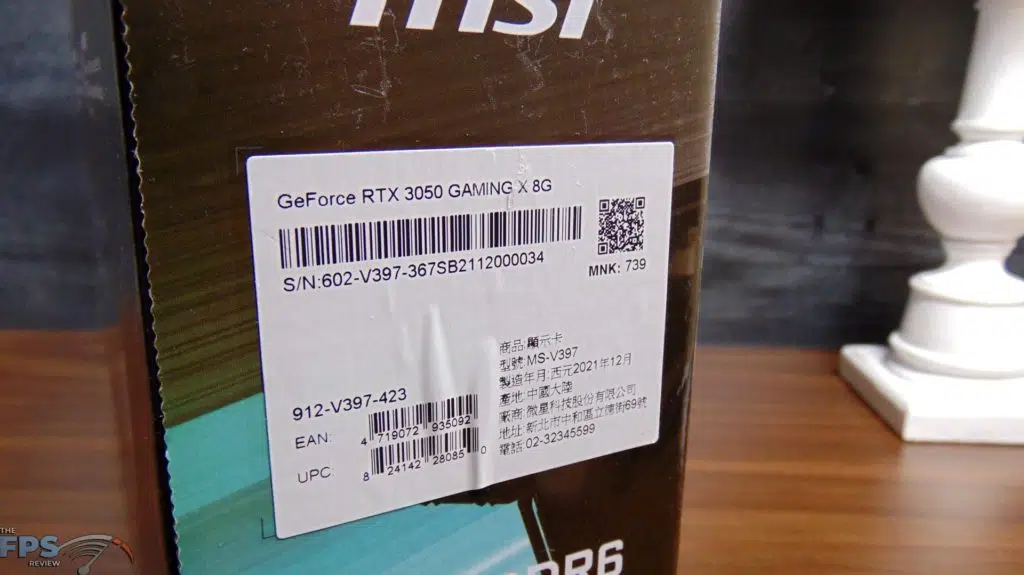 msi
GeForce RTX 3050 GAMING X 8G
S/N:602-V397-367SB2112000034
MNK: 739
商品:顯示卡
型號:MS-V397
製造年月:西元2021年12月
產地:中國大陸
廠商:微星科技股份有限公司
地址:新北市中和區立德街69號
電話:02-32345599
912-V397-423
EAN:
4 719072 935092
UPC:
8 24142 28085 0
THE
FPS
REVIEW